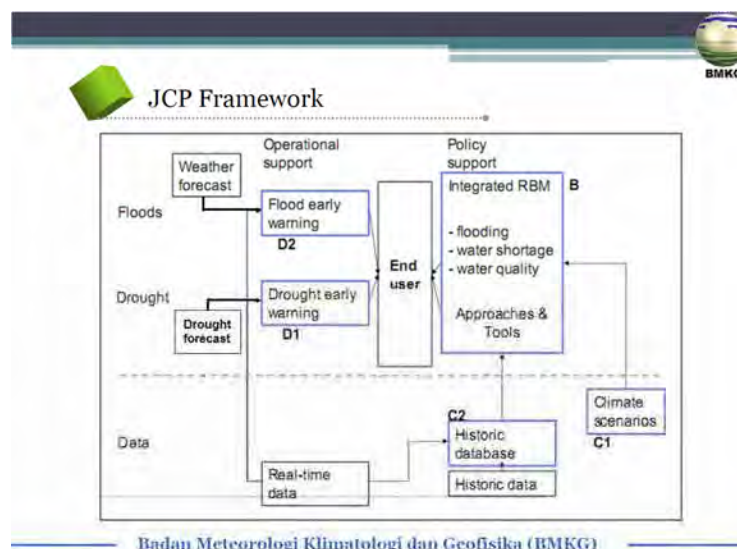 BMKG
JCP Framework
Operational
support
Policy
support
Weather
forecast
Floods
Flood early
warning
D2
Integrated RBM
B
- flooding
- water shortage
- water quality
Approaches &
Tools
End
user
Drought
Drought early
warning
D1
Drought
forecast
Data
C2
Historic
database
Climate
scenarios
C1
Real-time
data
Historic data
Badan Meteorologi Klimatologi dan Geofisika (BMKG)